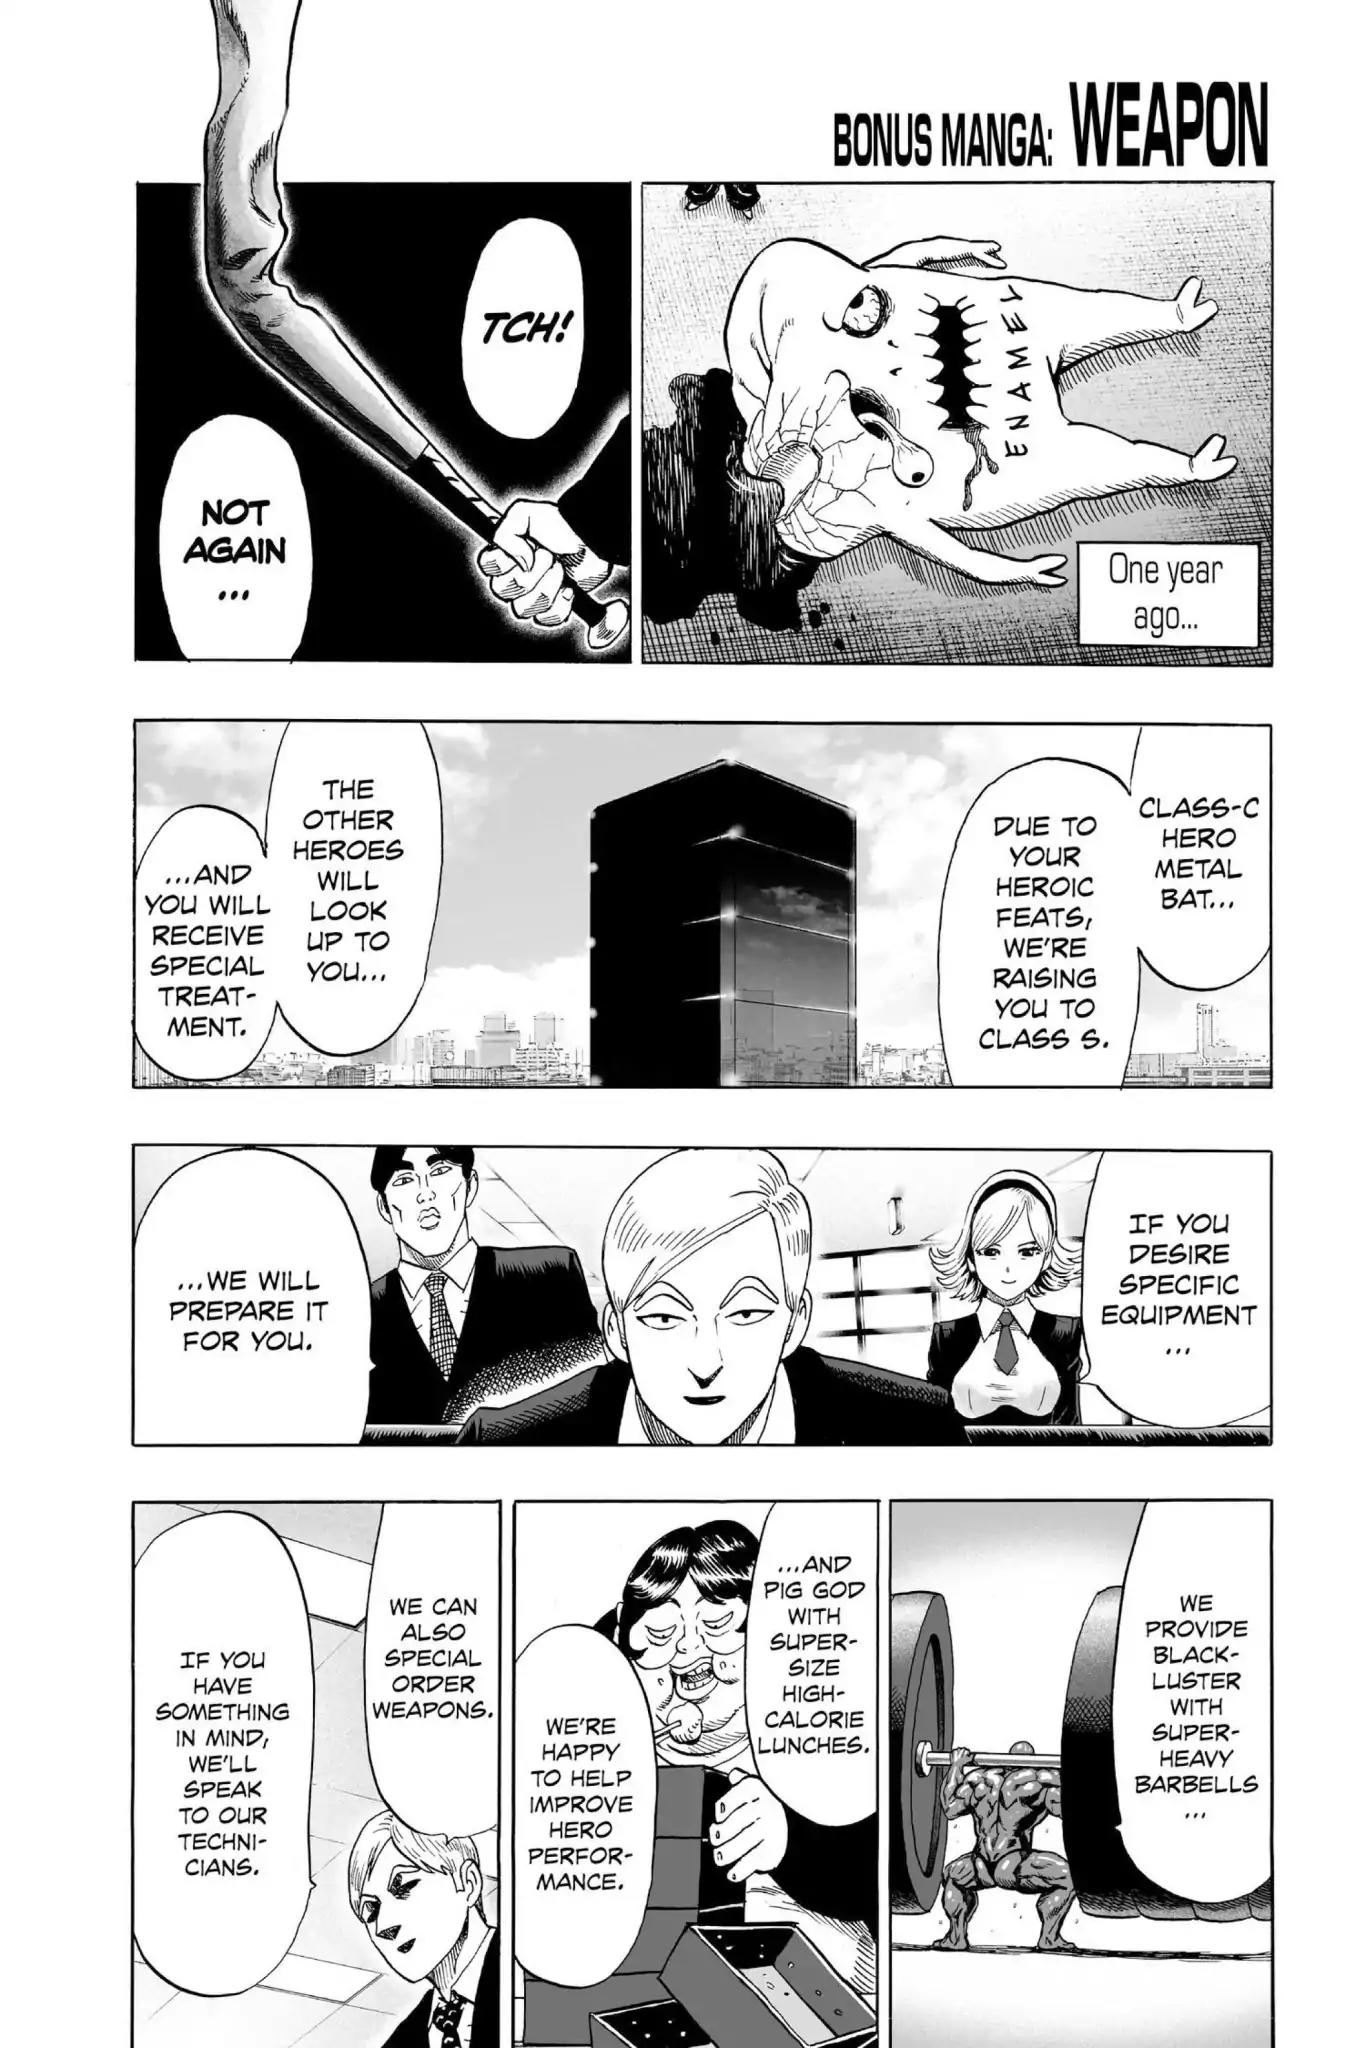 BONUS MANGA: WEAPON
ENAMEL
One year
ago...
TCH!
NOT
AGAIN
...
CLASS-C
HERO
METAL
BAT...
DUE TO
YOUR
HEROIC
FEATS,
WE'RE
RAISING
YOU TO
CLASS S.
THE
OTHER
HEROES
WILL
LOOK
UP TO
YOU...
...AND
YOU WILL
RECEIVE
SPECIAL
TREAT-
MENT.
IF YOU
DESIRE
SPECIFIC
EQUIPMENT
...
...WE WILL
PREPARE IT
FOR YOU.
WE
PROVIDE
BLACK-
LUSTER
WITH
SUPER-
HEAVY
BARBELLS
...
...AND
PIG GOD
WITH
SUPER-
SIZE
HIGH-
CALORIE
LUNCHES.
WE'RE
HAPPY
TO HELP
IMPROVE
HERO
PERFOR-
MANCE.
WE CAN
ALSO
SPECIAL
ORDER
WEAPONS.
IF YOU
HAVE
SOMETHING
IN MIND,
WE'LL
SPEAK
TO OUR
TECHNI-
CIANS.